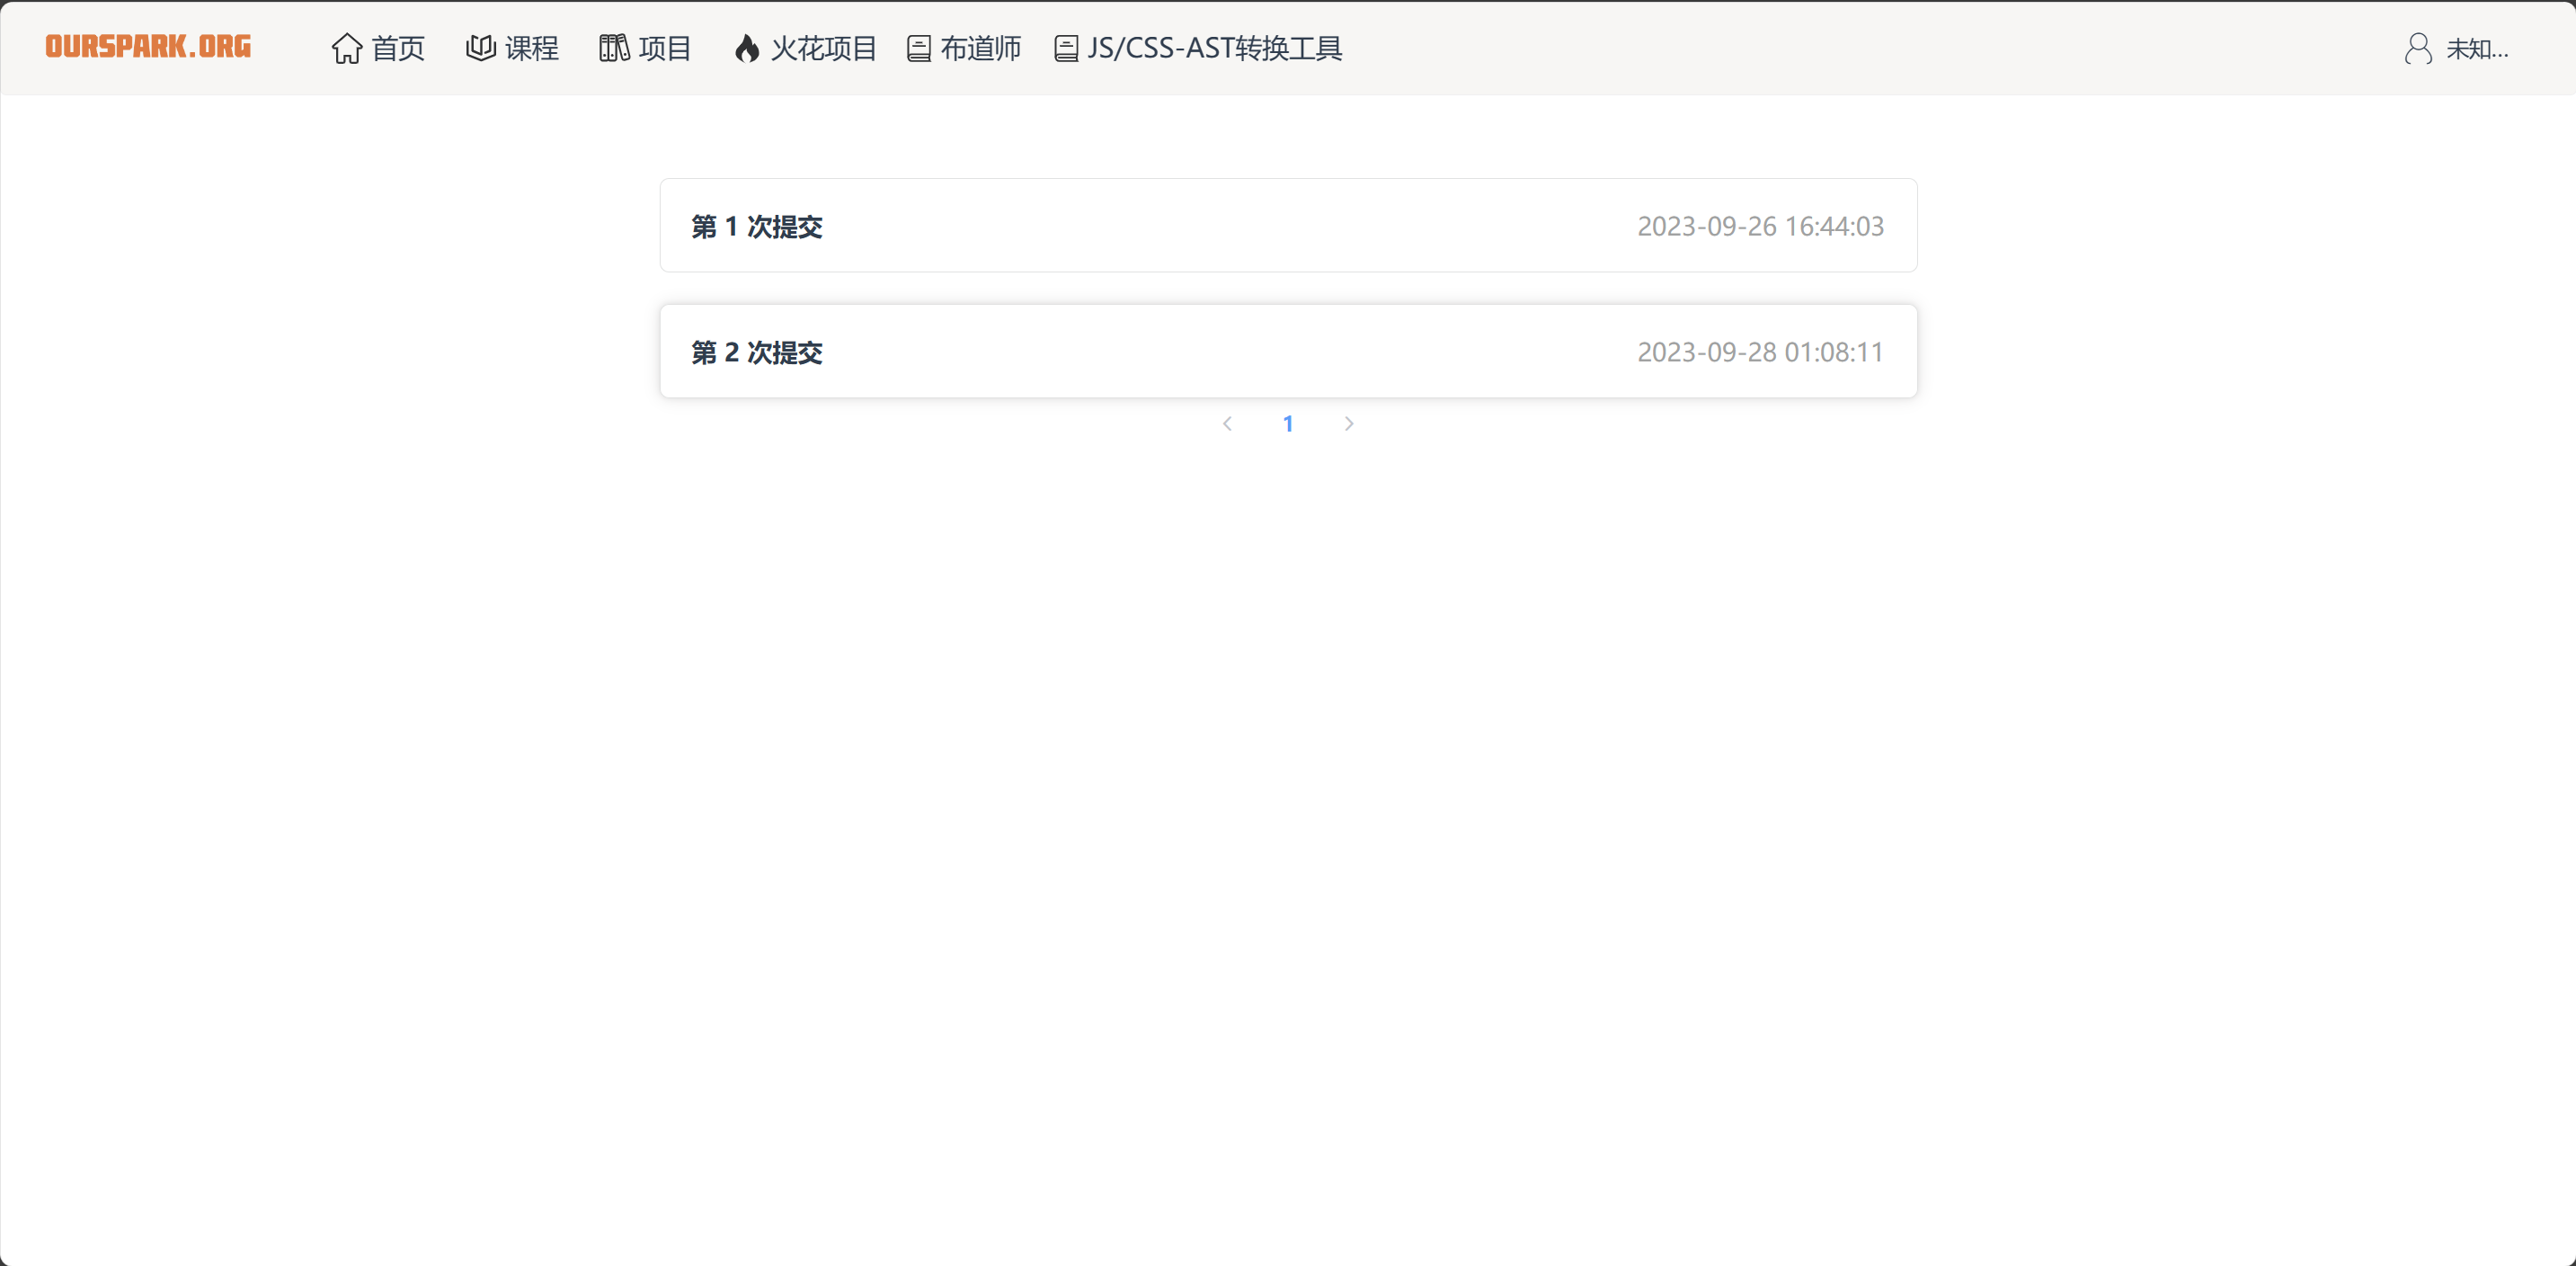 OURSPARK.ORG 首页 课程 项目 火花项目 布道师 JS/CSS-AST转换工具 未知...
第 1 次提交 2023-09-26 16:44:03
第 2 次提交 2023-09-28 01:08:11
1